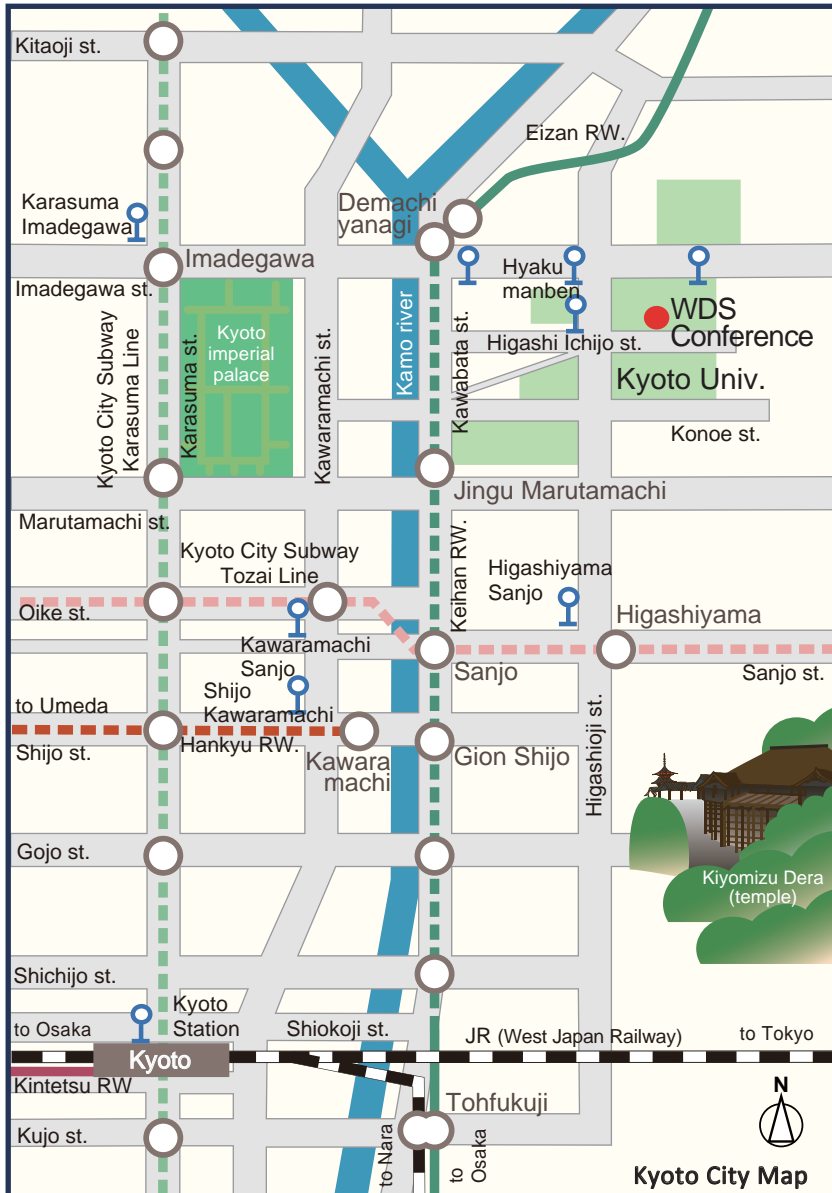 Kitaoji st.
Eizan RW.
Karasuma
Imadegawa
Demachi
yanagi
Imadegawa
Hyaku
manben
Imadegawa st.
WDS
Conference
Kyoto
imperial
palace
Kamo river
Higashi Ichijo st.
Kyoto Univ.
Kyoto City Subway
Karasuma Line
Karasuma st.
Kawaramachi st.
Kawabata st.
Konoe st.
Jingu Marutamachi
Marutamachi st.
Kyoto City Subway
Tozai Line
Keihan RW.
Higashiyama
Sanjo
Oike st.
Higashiyama
Kawaramachi
Sanjo
Sanjo
Sanjo st.
Shijo
Kawaramachi
to Umeda
Shijo st.
Hankyu RW.
Kawara
machi
Gion Shijo
Higashioji st.
Gojo st.
Kiyomizu Dera
(temple)
Shichijo st.
Kyoto
Station
to Osaka
Shiokoji st.
JR (West Japan Railway)
to Tokyo
Kyoto
Kintetsu RW
Tohfukuji
N
Kujo st.
to Nara
to
Osaka
Kyoto City Map